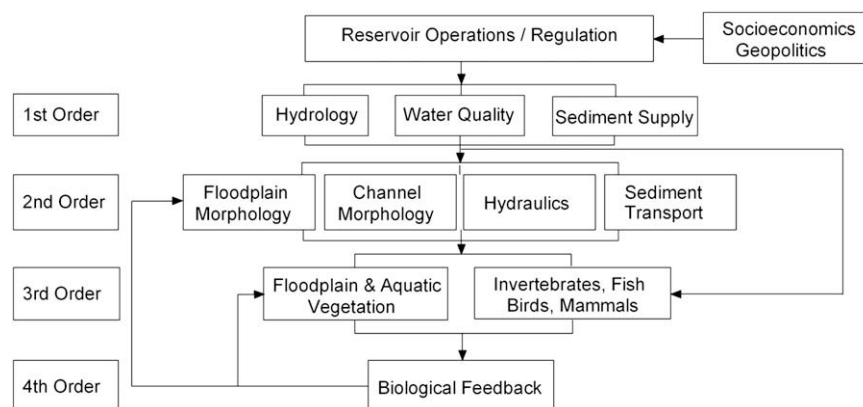 Reservoir Operations / Regulation
Socioeconomics
Geopolitics
1st Order
Hydrology
Water Quality
Sediment Supply
2nd Order
Floodplain
Morphology
Channel
Morphology
Hydraulics
Sediment
Transport
3rd Order
Floodplain & Aquatic
Vegetation
Invertebrates, Fish
Birds, Mammals
4th Order
Biological Feedback